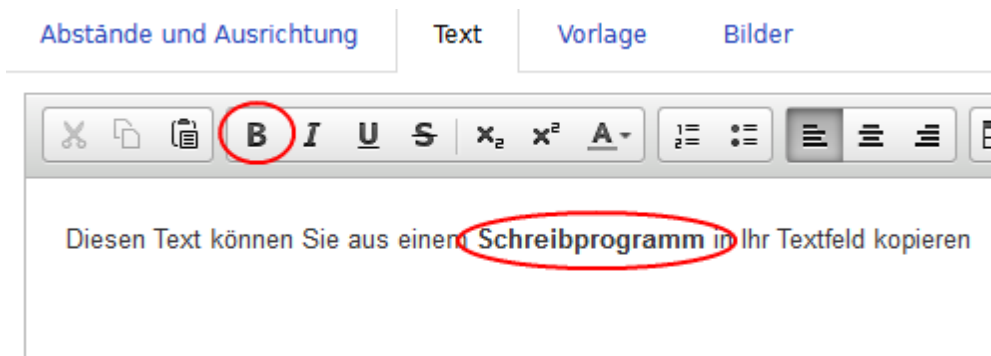 Abstände und Ausrichtung Text Vorlage Bilder
B I U S x₂ x² A
Diesen Text können Sie aus einem Schreibprogramm in Ihr Textfeld kopieren